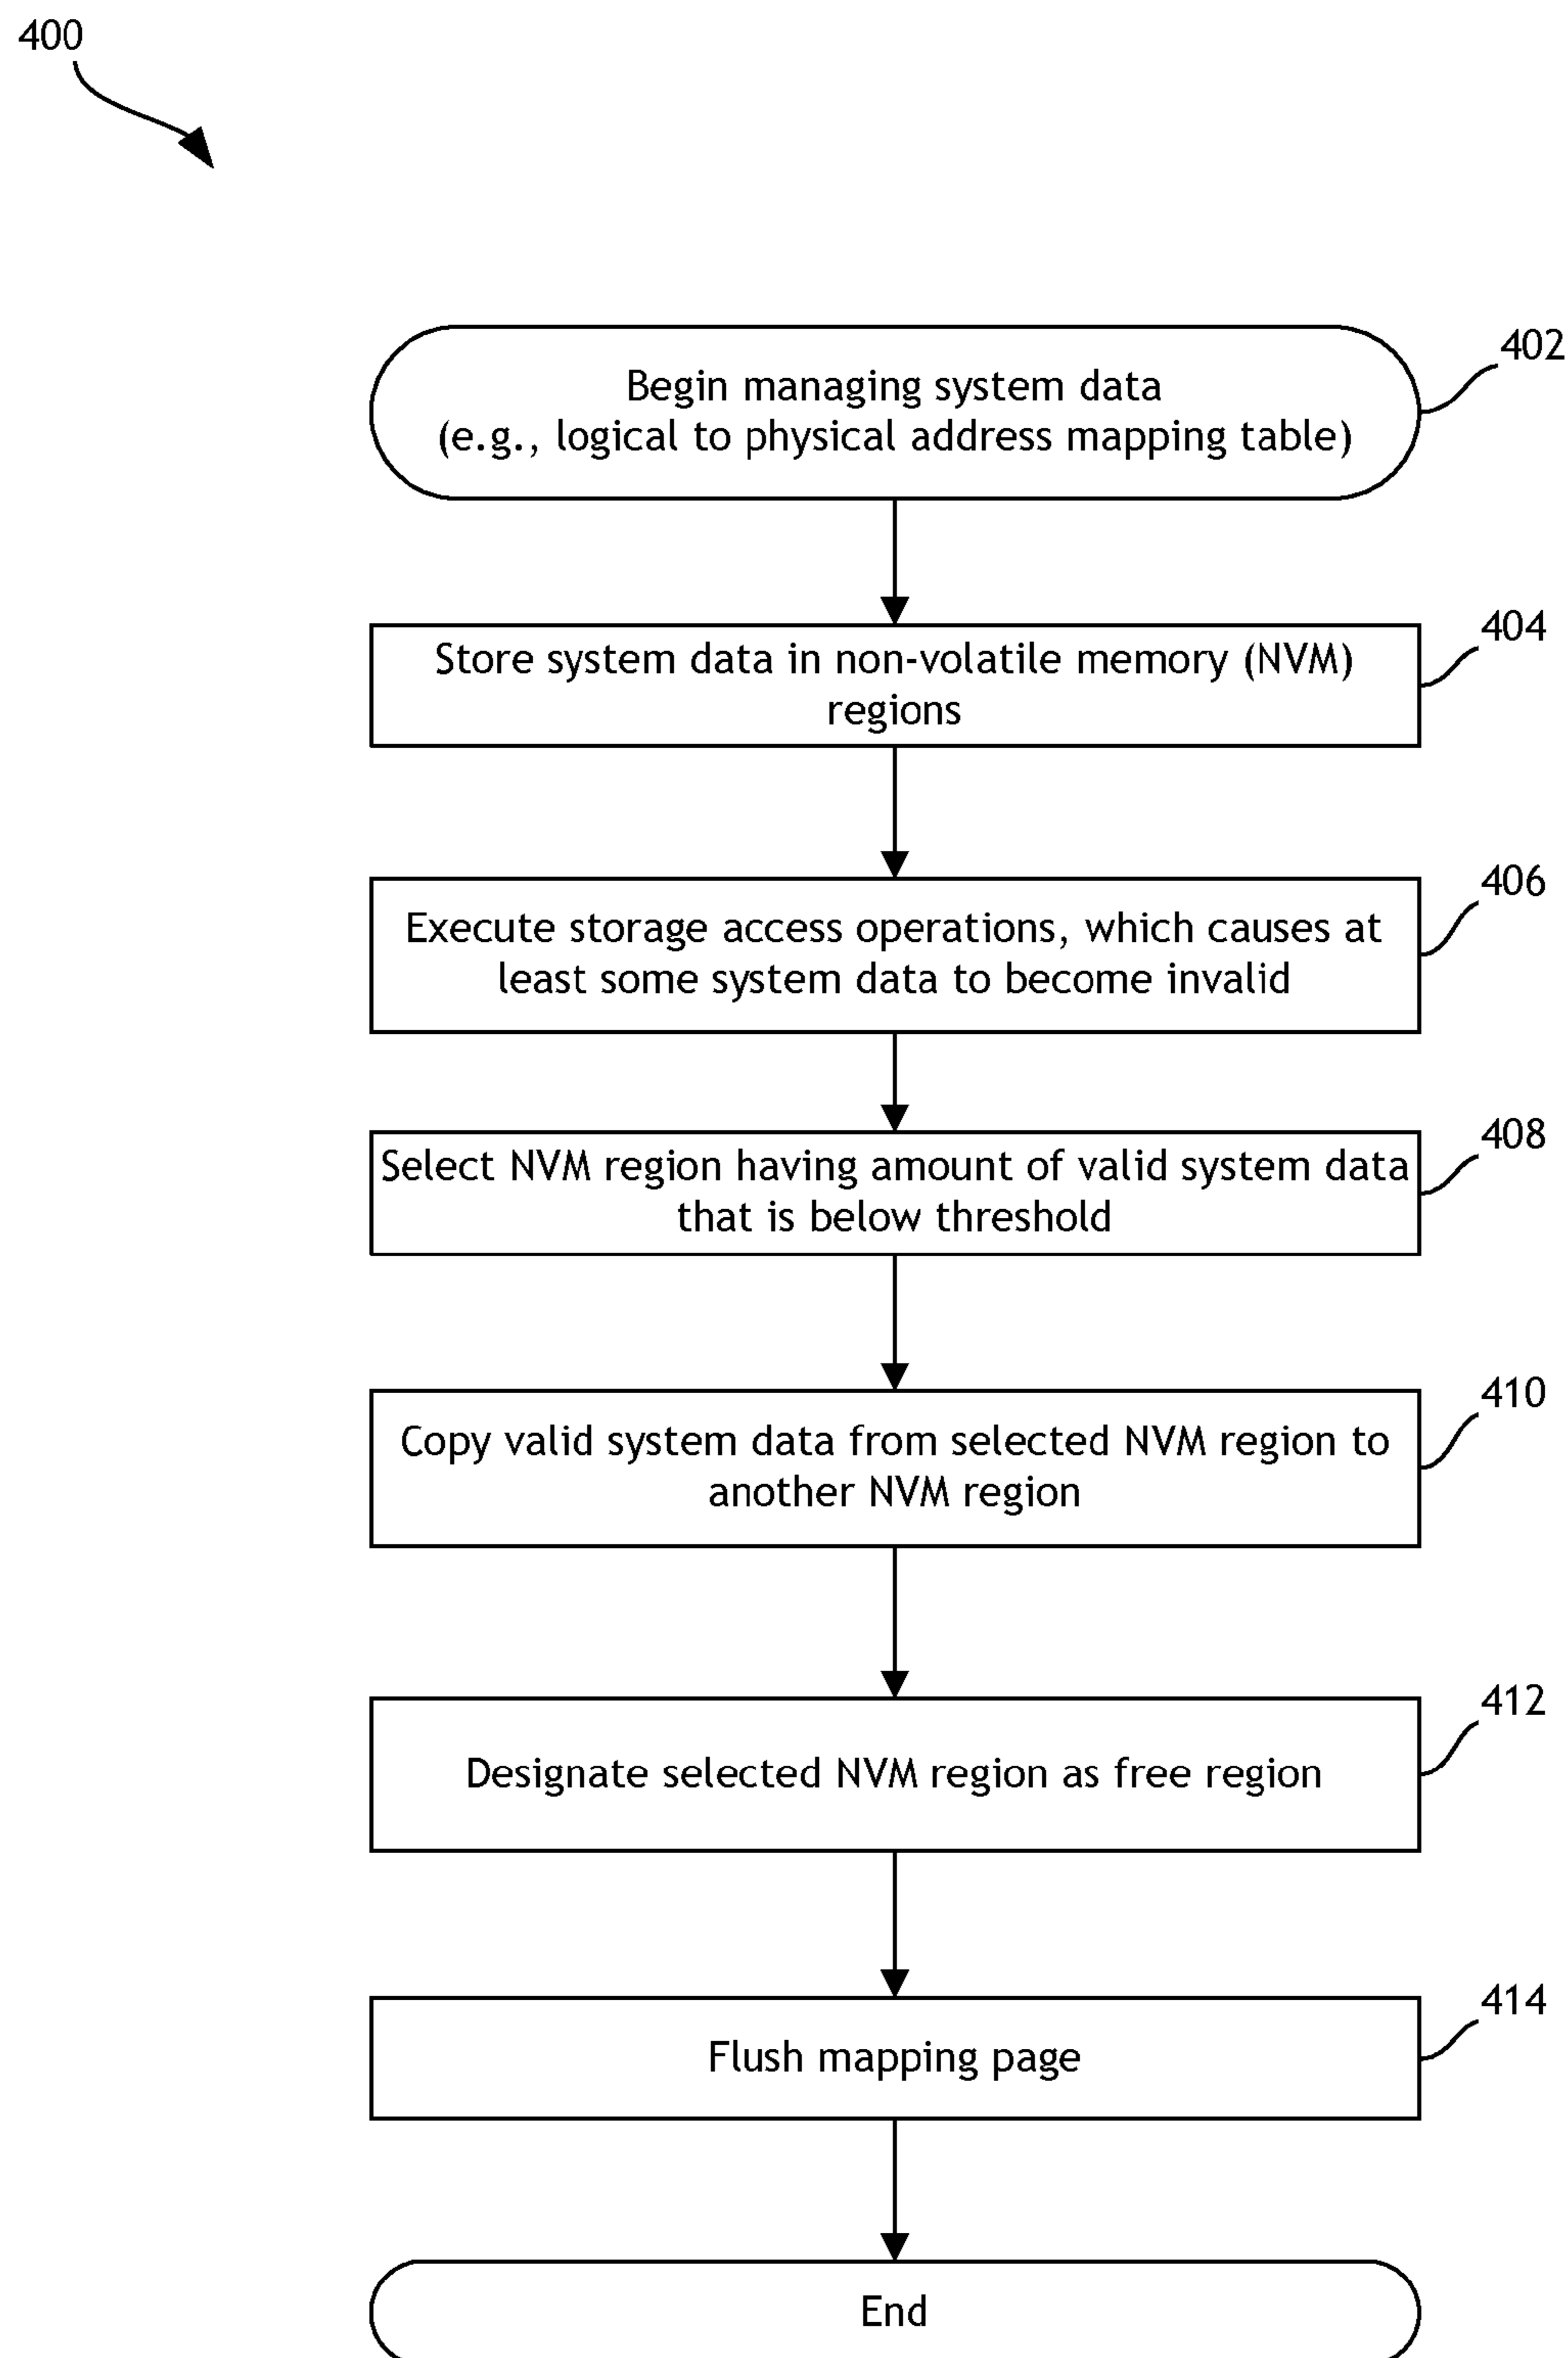 400
Begin managing system data
(e.g., logical to physical address mapping table)
402
Store system data in non-volatile memory (NVM)
regions
404
Execute storage access operations, which causes at
least some system data to become invalid
406
Select NVM region having amount of valid system data
that is below threshold
408
Copy valid system data from selected NVM region to
another NVM region
410
Designate selected NVM region as free region
412
Flush mapping page
414
End